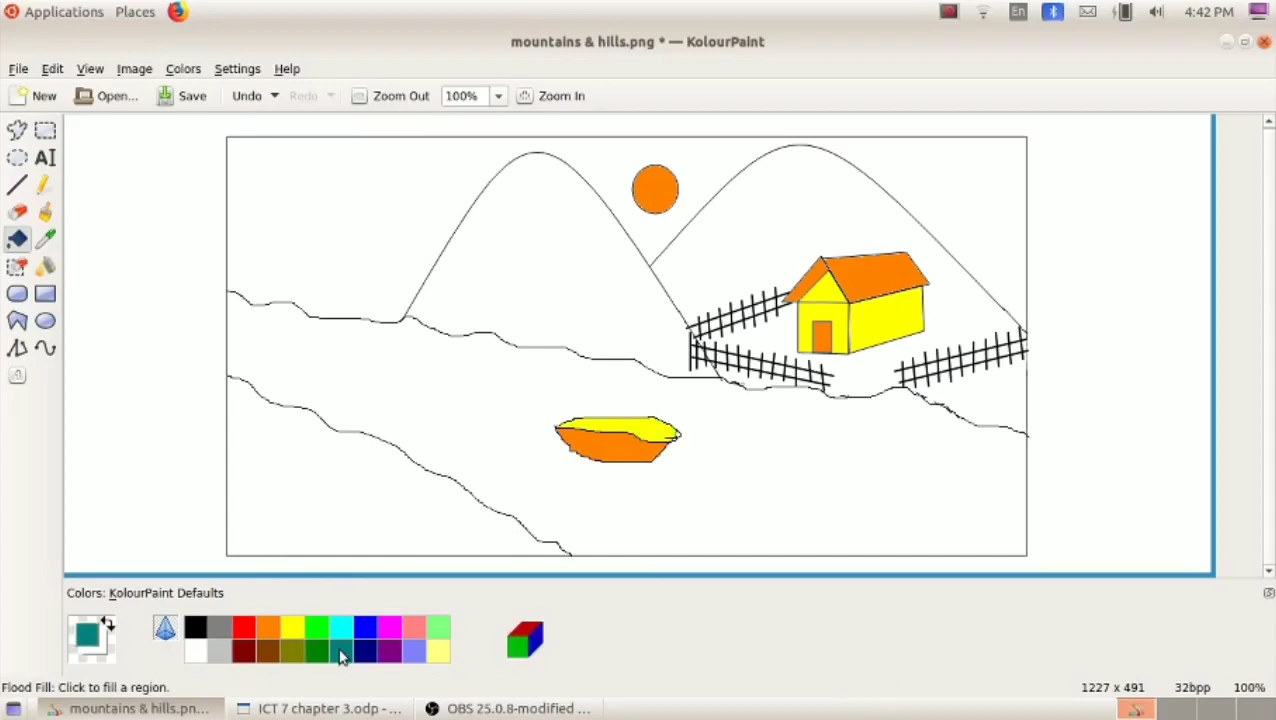 Applications Places En 4:42 PM
mountains & hills.png * — KolourPaint
File Edit View Image Colors Settings Help
New Open... Save Undo Redo Zoom Out 100% Zoom In
AI
Colors: KolourPaint Defaults
Flood Fill: Click to fill a region. 1227 x 491 32bpp 100%
mountains & hills.pn... ICT 7 chapter 3.odp - ... OBS 25.0.8-modified ...